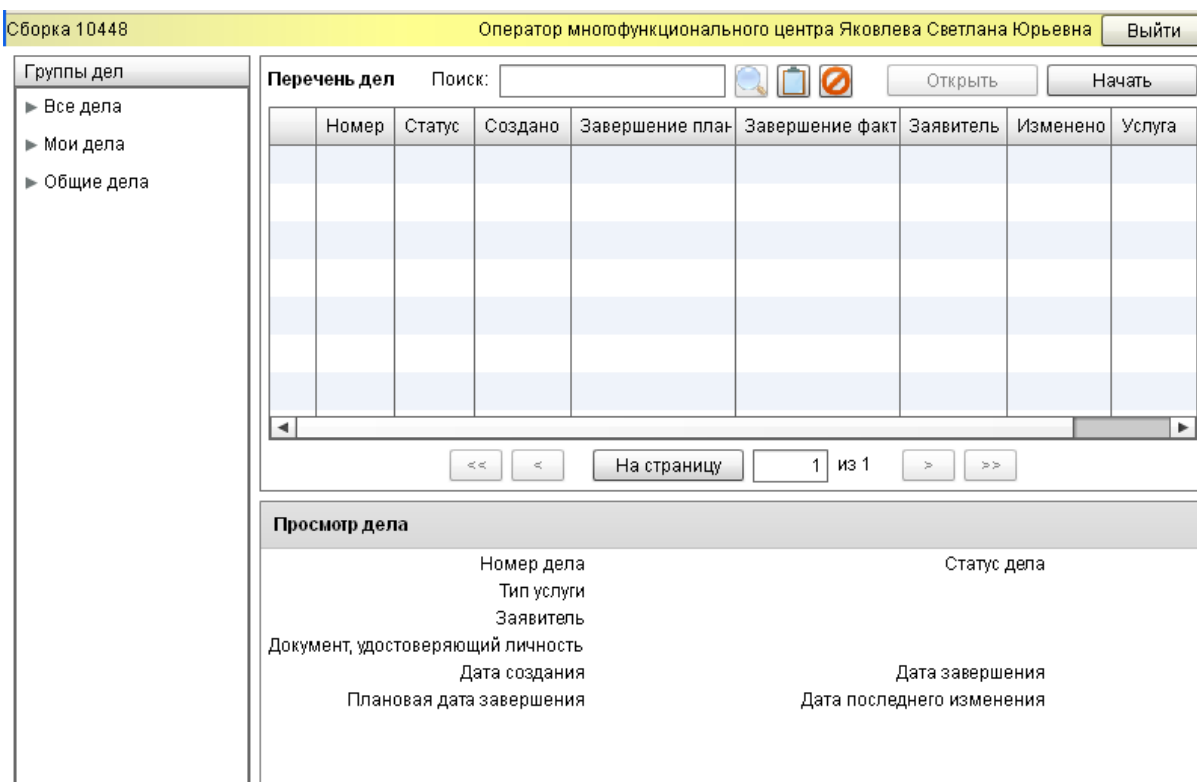 Сборка 10448 Оператор многофункционального центра Яковлева Светлана Юрьевна Выйти
Группы дел
Все дела
Мои дела
Общие дела
Перечень дел Поиск: Открыть Начать
Номер Статус Создано Завершение план Завершение факт Заявитель Изменено Услуга
<< < На страницу 1 из 1 > >>
Просмотр дела
Номер дела Статус дела
Тип услуги
Заявитель
Документ, удостоверяющий личность
Дата создания Дата завершения
Плановая дата завершения Дата последнего изменения